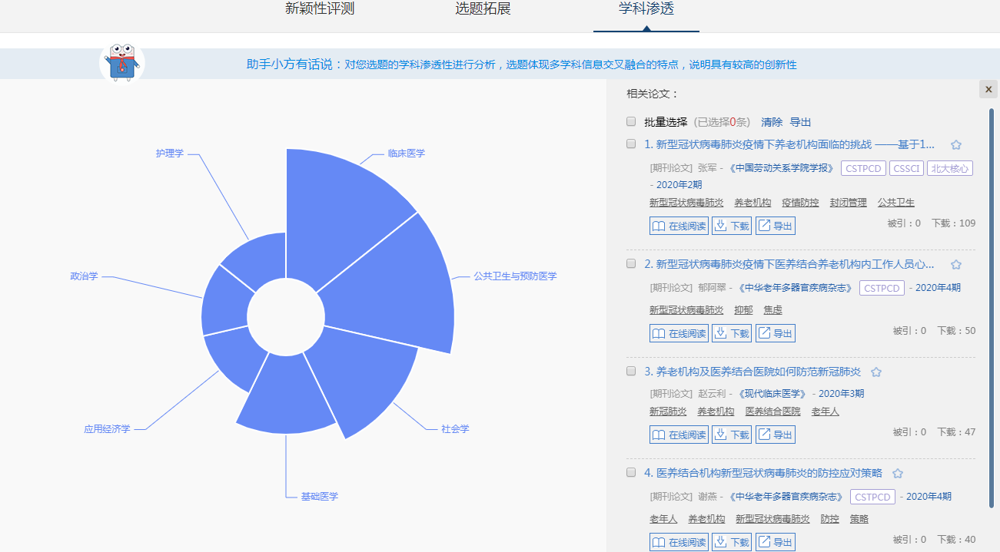 新颖性评测 选题拓展 学科渗透
助手小方有话说：对您选题的学科渗透性进行分析，选题体现多学科信息交叉融合的特点，说明具有较高的创新性
护理学
临床医学
政治学
公共卫生与预防医学
应用经济学
社会学
基础医学
相关论文：
x
批量选择 (已选择0条) 清除 导出
1. 新型冠状病毒肺炎疫情下养老机构面临的挑战 ——基于1...
[期刊论文] 张军 - 《中国劳动关系学院学报》 CSTPCD CSSCI 北大核心
- 2020年2期
新型冠状病毒肺炎 养老机构 疫情防控 封闭管理 公共卫生
在线阅读 下载 导出 被引：0 下载：109
2. 新型冠状病毒肺炎疫情下医养结合养老机构内工作人员心...
[期刊论文] 郁阿翠 - 《中华老年多器官疾病杂志》 CSTPCD - 2020年4期
新型冠状病毒肺炎 抑郁 焦虑
在线阅读 下载 导出 被引：0 下载：50
3. 养老机构及医养结合医院如何防范新冠肺炎
[期刊论文] 赵云利 - 《现代临床医学》 - 2020年3期
新冠肺炎 养老机构 医养结合医院 老年人
在线阅读 下载 导出 被引：0 下载：47
4. 医养结合机构新型冠状病毒肺炎的防控应对策略
[期刊论文] 谢燕 - 《中华老年多器官疾病杂志》 CSTPCD - 2020年4期
老年人 养老机构 新型冠状病毒肺炎 防控 策略
在线阅读 下载 导出 被引：0 下载：40